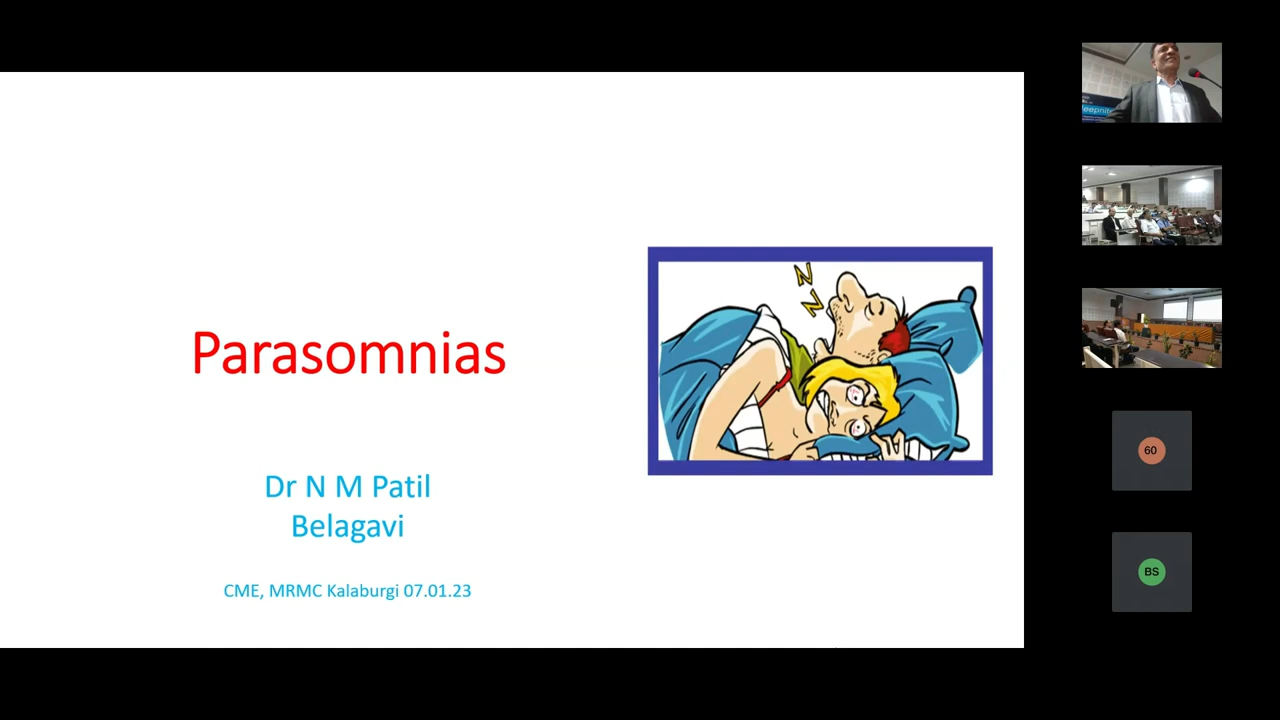 Parasomnias
Dr N M Patil
Belagavi
CME, MRMC Kalaburgi 07.01.23
Z
Z
60
BS